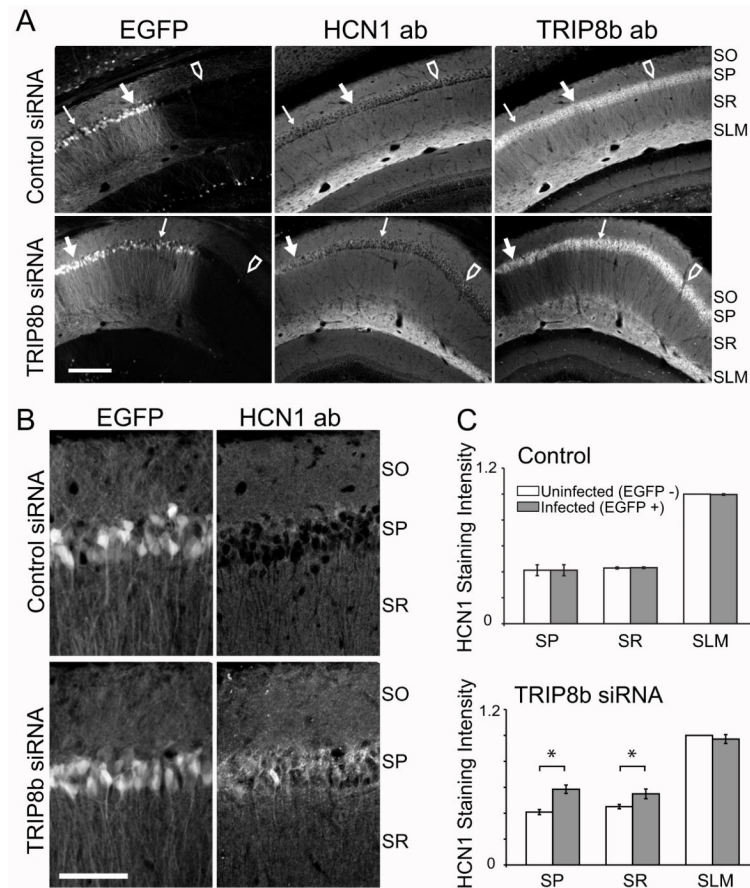 A
EGFP
HCN1 ab
TRIP8b ab
Control siRNA
SO
SP
SR
SLM
TRIP8b siRNA
SO
SP
SR
SLM
B
EGFP
HCN1 ab
Control siRNA
SO
SP
SR
TRIP8b siRNA
SO
SP
SR
C
Control
HCN1 Staining Intensity
1.2
0
Uninfected (EGFP -)
Infected (EGFP +)
SP
SR
SLM
TRIP8b siRNA
HCN1 Staining Intensity
1.2
0
*
*
SP
SR
SLM